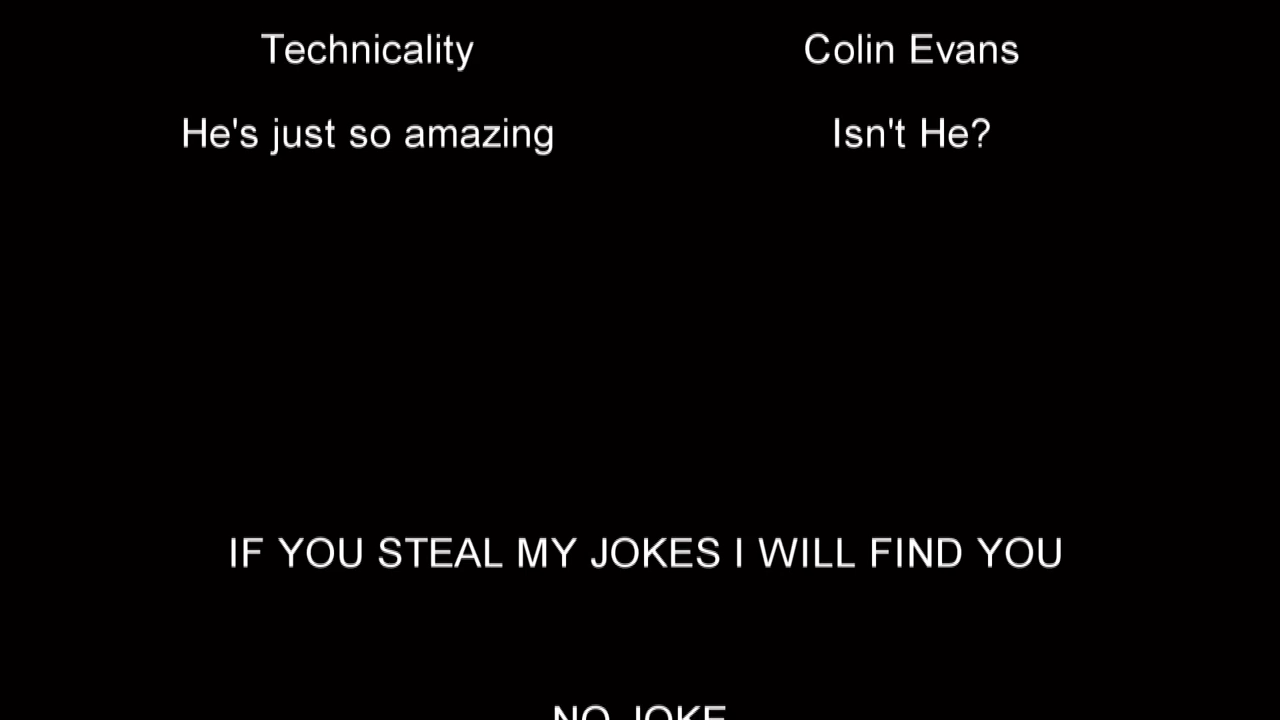 Technicality Colin Evans
He's just so amazing Isn't He?
IF YOU STEAL MY JOKES I WILL FIND YOU
NO JOKE